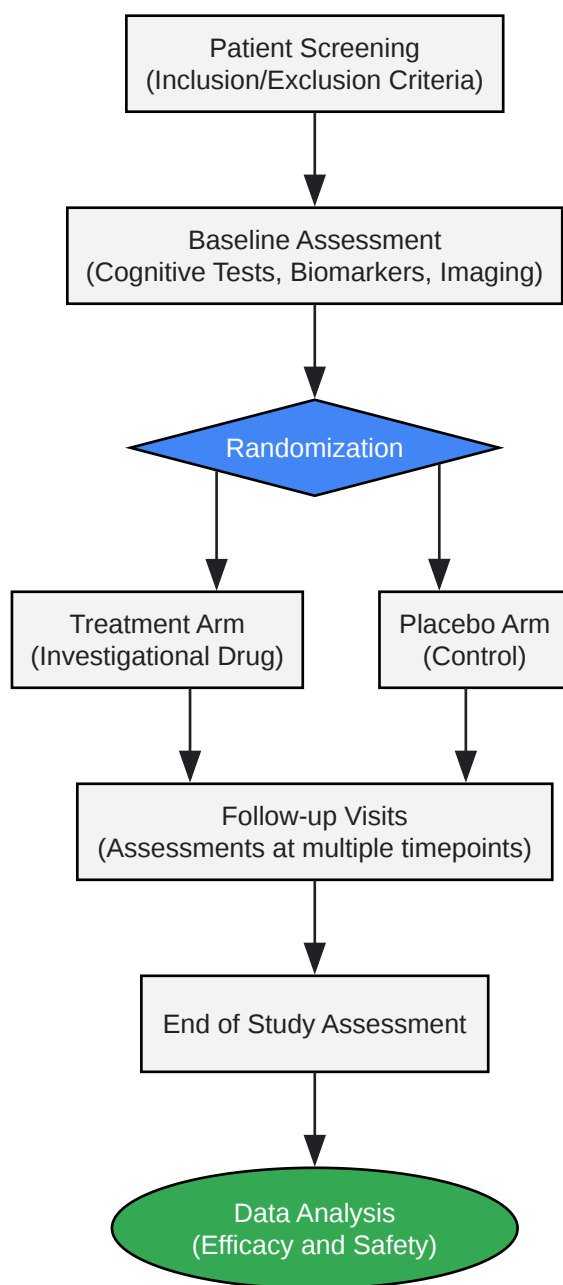 Patient Screening
(Inclusion/Exclusion Criteria)
Baseline Assessment
(Cognitive Tests, Biomarkers, Imaging)
Randomization
Treatment Arm
(Investigational Drug)
Placebo Arm
(Control)
Follow-up Visits
(Assessments at multiple timepoints)
End of Study Assessment
Data Analysis
(Efficacy and Safety)